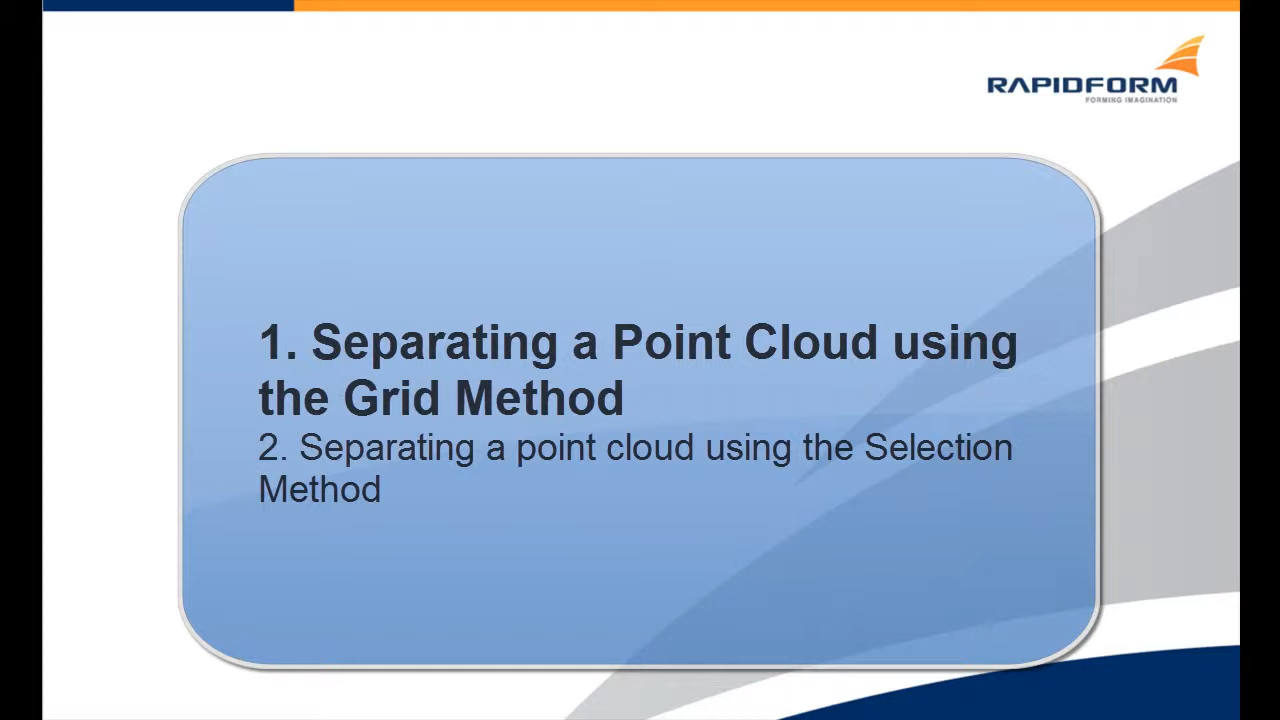 RAPIDFORM
FORMING IMAGINATION
1. Separating a Point Cloud using
the Grid Method
2. Separating a point cloud using the Selection
Method